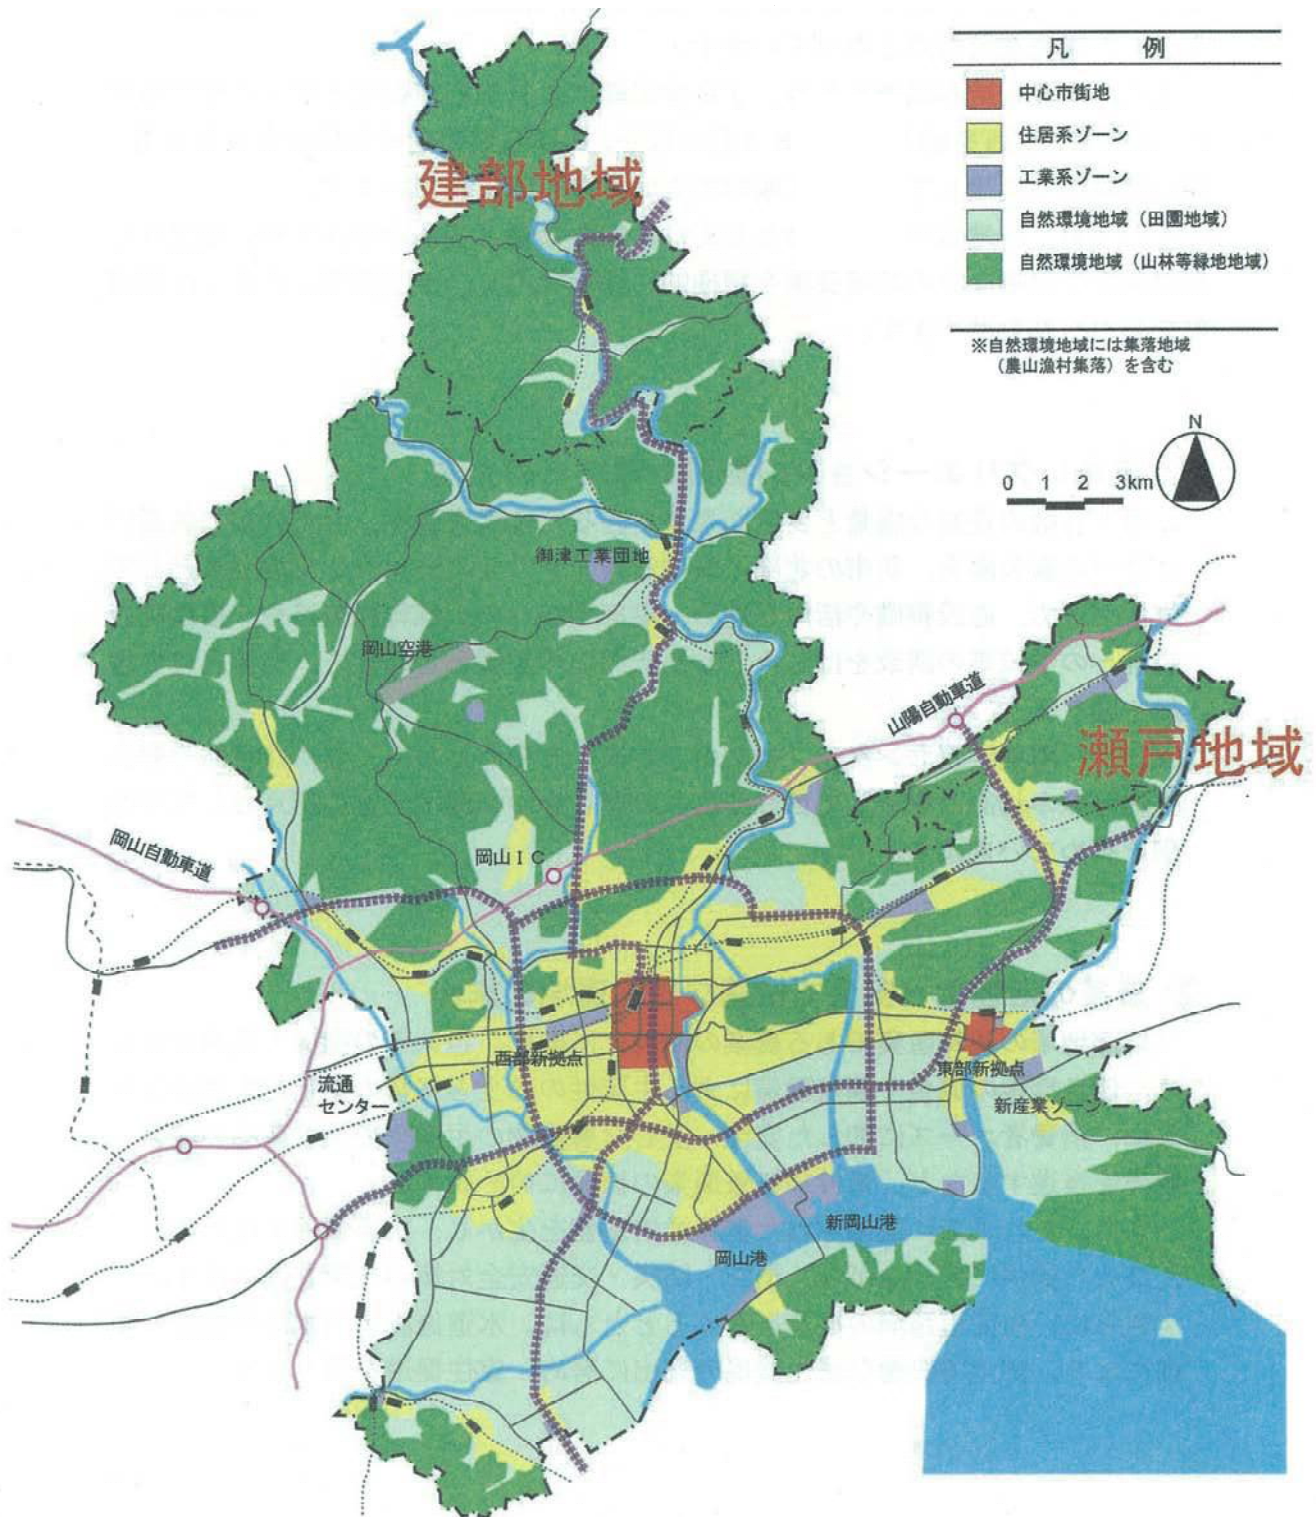 凡 例
中心市街地
住居系ゾーン
工業系ゾーン
自然環境地域（田園地域）
自然環境地域（山林等緑地地域）
※自然環境地域には集落地域
（農山漁村集落）を含む
建部地域
N
0 1 2 3km
御津工業団地
岡山空港
山陽自動車道
瀬戸地域
岡山自動車道
岡山ＩＣ
西部新拠点
東部新拠点
流通
センター
新産業ゾーン
新岡山港
岡山港